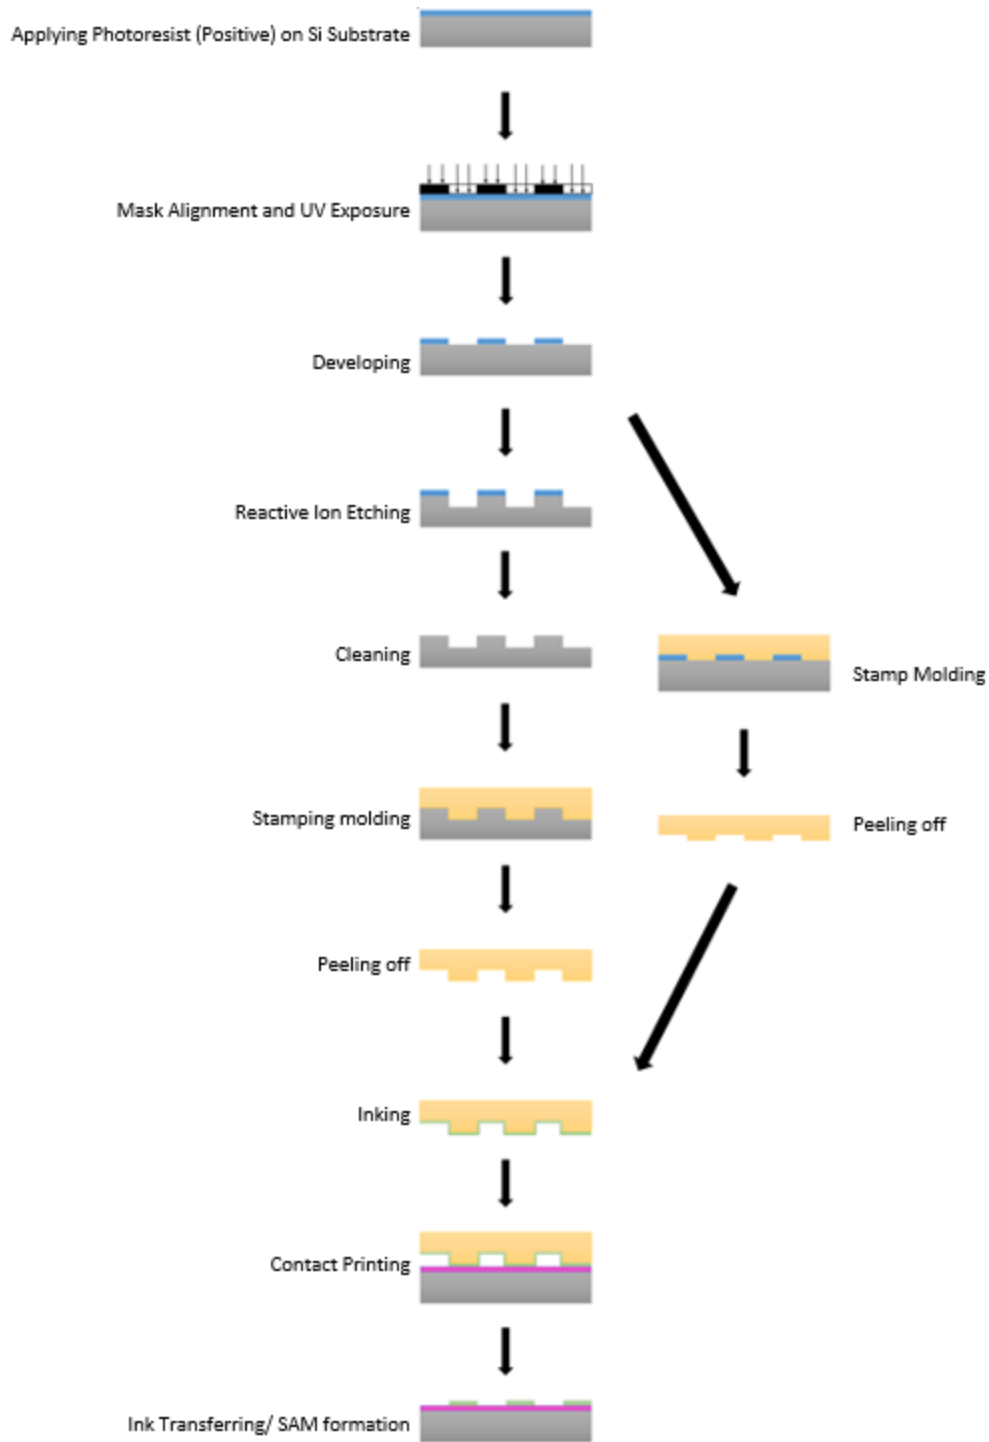 Applying Photoresist (Positive) on Si Substrate
Mask Alignment and UV Exposure
Developing
Reactive Ion Etching
Cleaning
Stamp Molding
Stamping molding
Peeling off
Peeling off
Inking
Contact Printing
Ink Transferring/ SAM formation